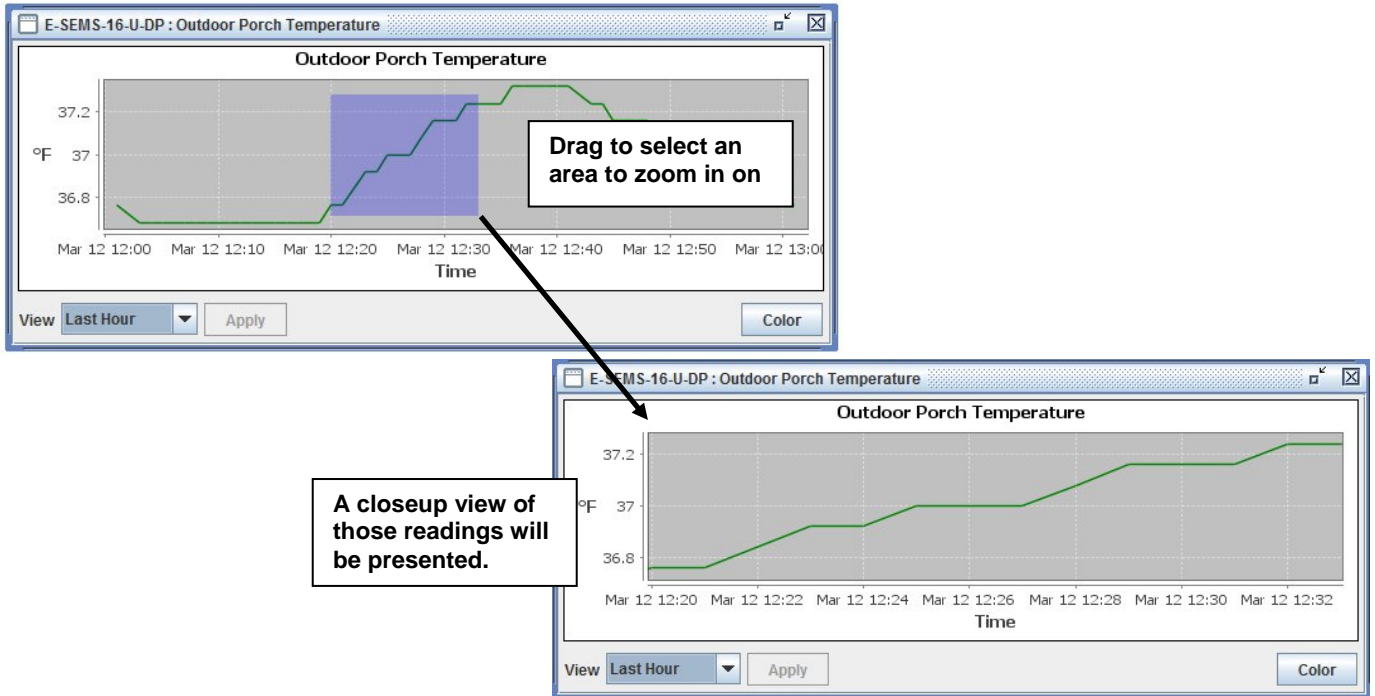 E-SEMS-16-U-DP : Outdoor Porch Temperature
Outdoor Porch Temperature
37.2
°F 37
36.8
Drag to select an
area to zoom in on
Mar 12 12:00 Mar 12 12:10 Mar 12 12:20 Mar 12 12:30 Mar 12 12:40 Mar 12 12:50 Mar 12 13:00
Time
View Last Hour Apply Color
E-SEMS-16-U-DP : Outdoor Porch Temperature
Outdoor Porch Temperature
37.2
°F 37
36.8
A closeup view of
those readings will
be presented.
Mar 12 12:20 Mar 12 12:22 Mar 12 12:24 Mar 12 12:26 Mar 12 12:28 Mar 12 12:30 Mar 12 12:32
Time
View Last Hour Apply Color